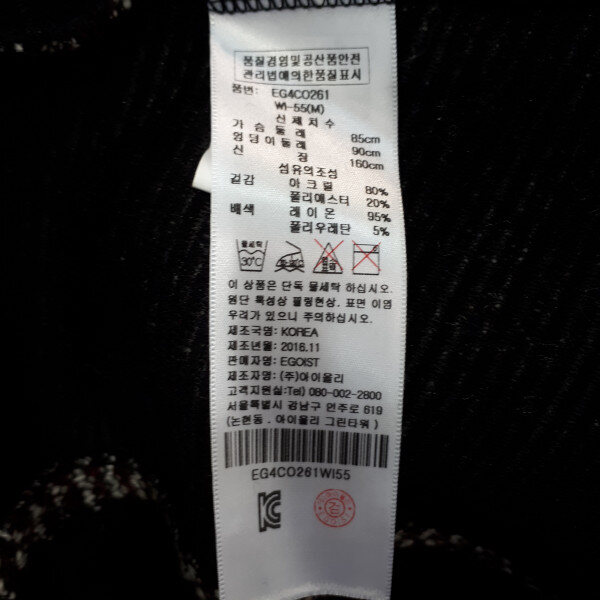 품질경영및공산품안전
관리법에의한품질표시
품번: EG4CO261
WI-55(M)
신체치수
가슴둘레 85cm
엉덩이둘레 90cm
신장 160cm
섬유의조성
겉감 아크릴 80%
폴리에스터 20%
배색 레이온 95%
폴리우레탄 5%
물세탁
30℃
이 상품은 단독 물세탁 하십시오.
원단 특성상 필링현상, 표면 이염
우려가 있으니 주의하십시오.
제조국명: KOREA
제조년월: 2016.11
판매자명: EGOIST
제조자명: (주)아이올리
고객지원실:Tel) 080-002-2800
서울특별시 강남구 언주로 619
(논현동, 아이올리 그린타워)
EG4CO261WI55
KC
검